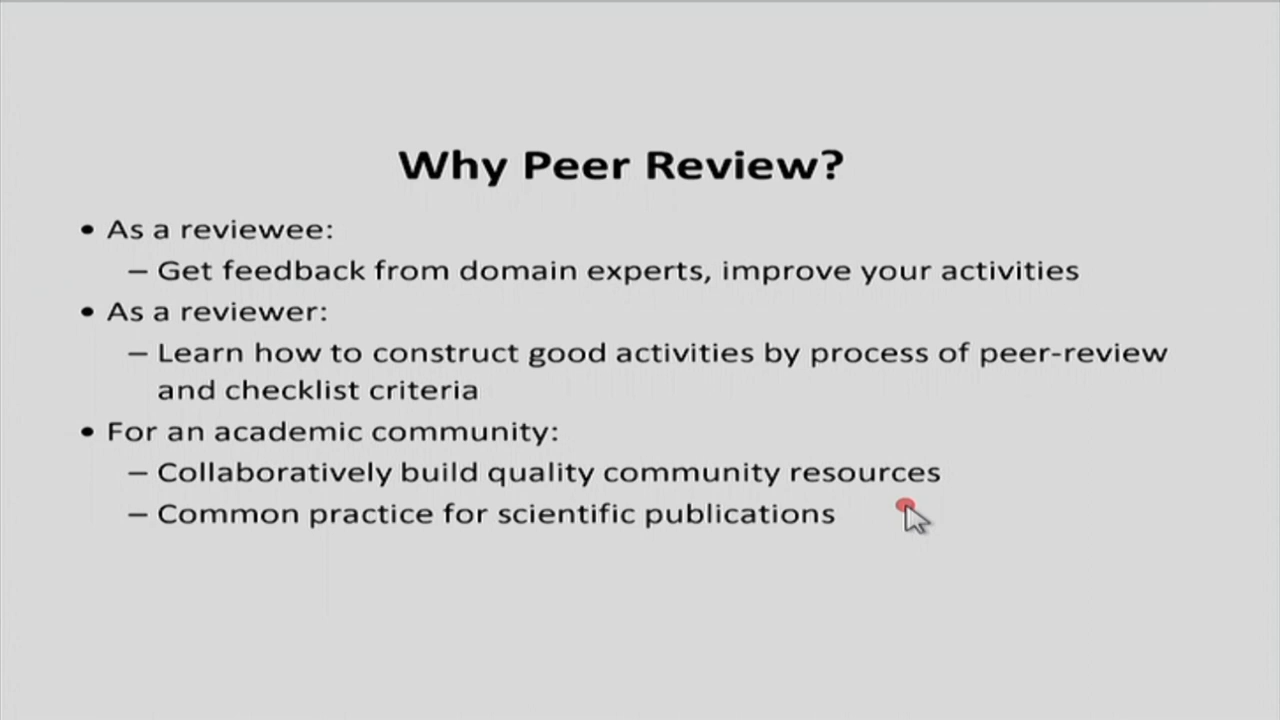 Why Peer Review?
• As a reviewee:
– Get feedback from domain experts, improve your activities
• As a reviewer:
– Learn how to construct good activities by process of peer-review
and checklist criteria
• For an academic community:
– Collaboratively build quality community resources
– Common practice for scientific publications